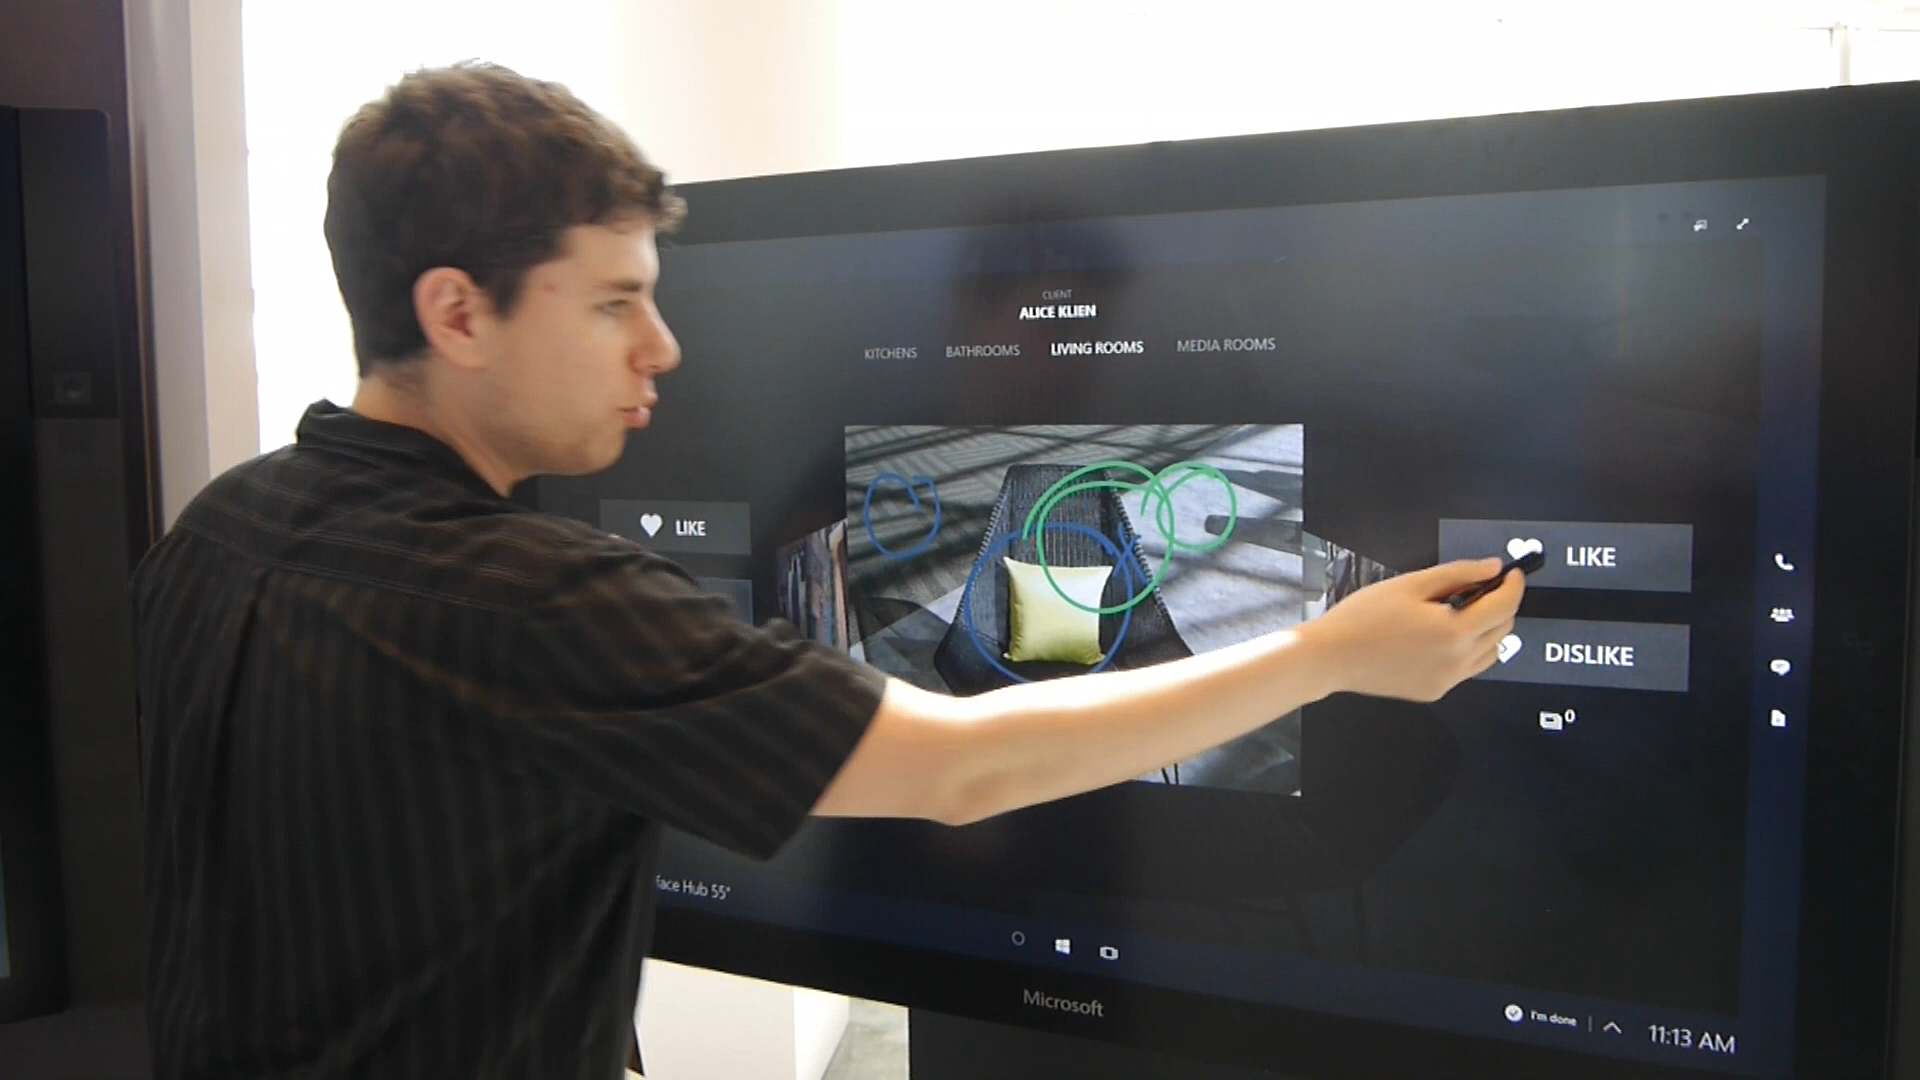 CLIENT
ALICE KLIEN
KITCHENS BATHROOMS LIVING ROOMS MEDIA ROOMS
LIKE
LIKE
DISLIKE
0
face Hub 55"
Microsoft
I'm done
11:13 AM